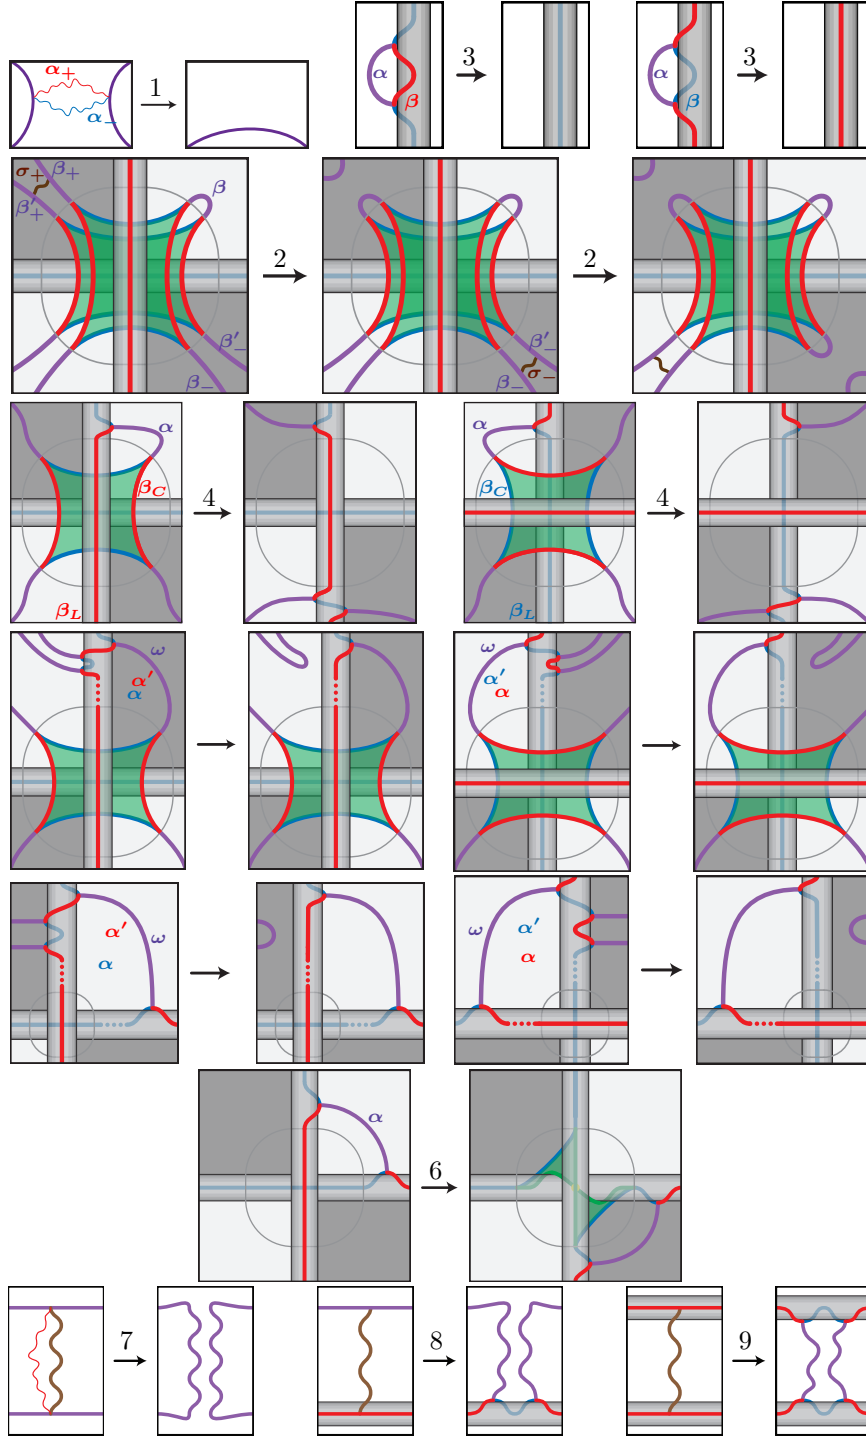 α+ 1 α−
α β 3 α β 3
σ+ β+ β′+ β 2 β′− β− β′− β− σ− 2
α βC βL 4 α βC βL 4
ω α′ α ω α′ α
α′ ω α ω α′ α
α 6
7 8 9